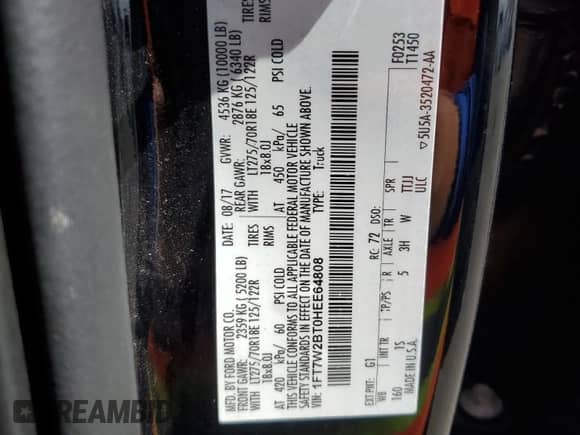 MFD. BY FORD MOTOR CO.
DATE: 08/17 GVWR: 4536 KG (10000 LB)
FRONT GAWR: 2359 KG (5200 LB) REAR GAWR: 2876 KG (6340 LB)
WITH LT275/70R18E 125/122R TIRES WITH LT275/70R18E 125/122R TIRES
18x8.0J RIMS 18x8.0J RIMS
AT 420 kPa/ 60 PSI COLD AT 450 kPa/ 65 PSI COLD
THIS VEHICLE CONFORMS TO ALL APPLICABLE FEDERAL MOTOR VEHICLE
SAFETY STANDARDS IN EFFECT ON THE DATE OF MANUFACTURE SHOWN ABOVE.
VIN: 1FT7W2BT0HEE64808 TYPE: Truck
F0253
T1450
EXT PNT: G1 RC: 72 DSO:
WB INT TR TP/PS R AXLE TR SPR TTJJ
160 IS 5 3H W ULC
MADE IN U.S.A. ▽5U5A-3520472-AA
STREAMBID